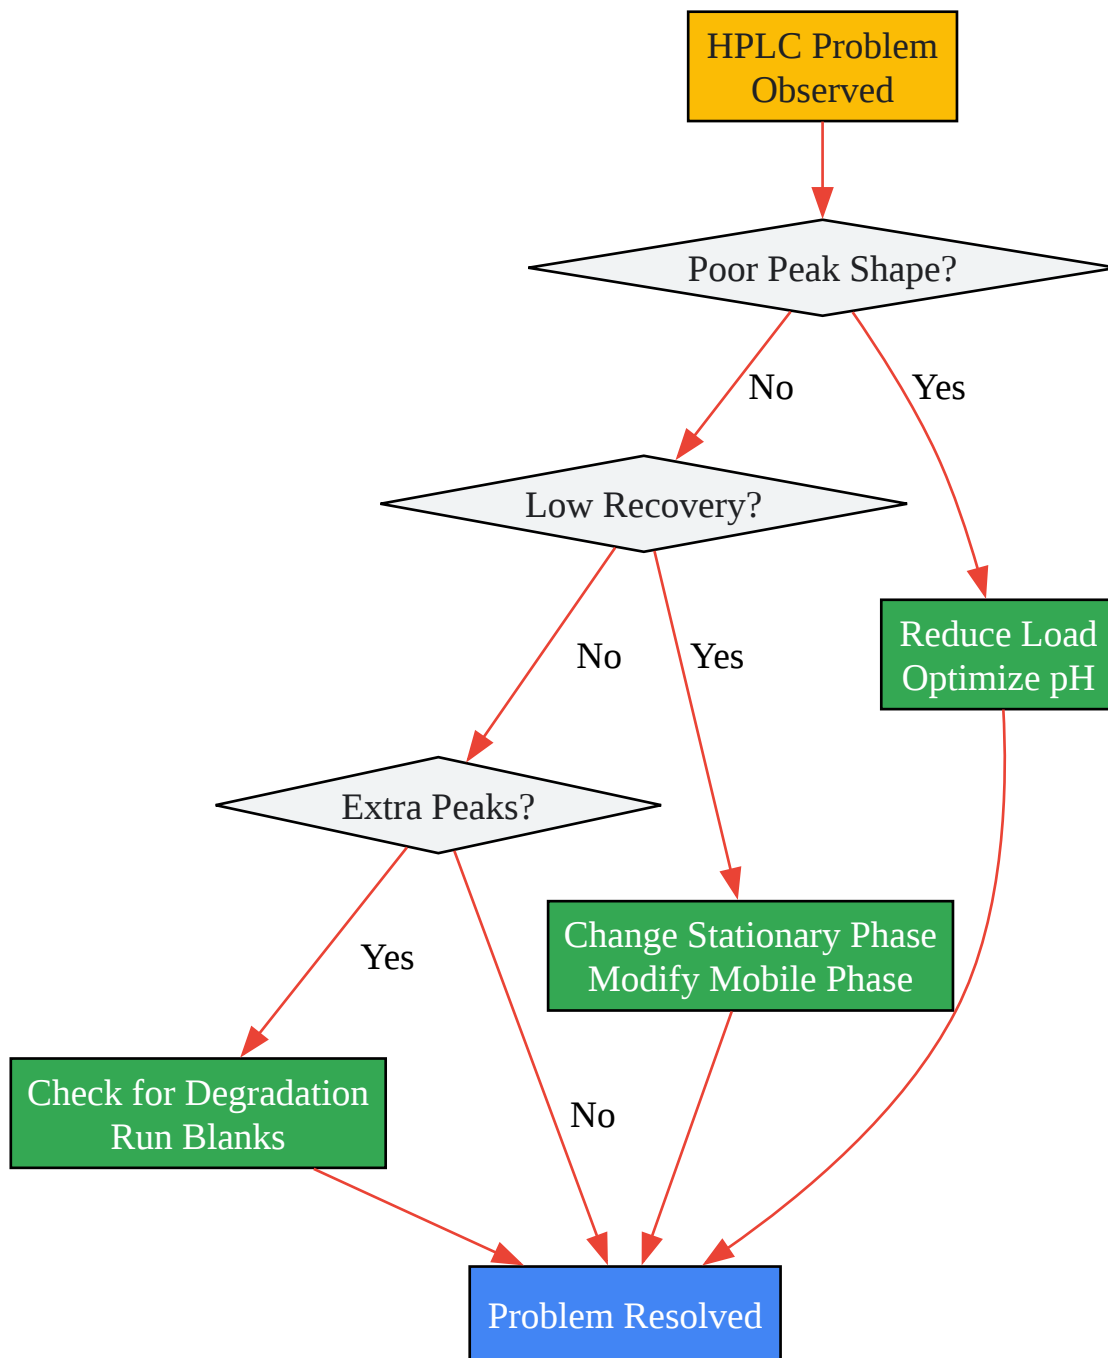 HPLC Problem
Observed
Poor Peak Shape?
No
Yes
Low Recovery?
No
Yes
Reduce Load
Optimize pH
Extra Peaks?
Yes
No
Change Stationary Phase
Modify Mobile Phase
Check for Degradation
Run Blanks
Problem Resolved